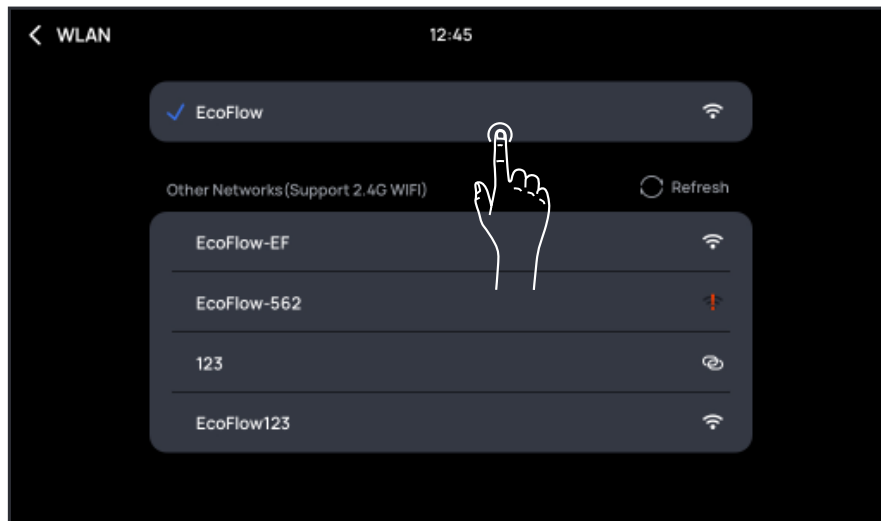 WLAN 12:45
EcoFlow
Other Networks(Support 2.4G WIFI) Refresh
EcoFlow-EF
EcoFlow-562
123
EcoFlow123